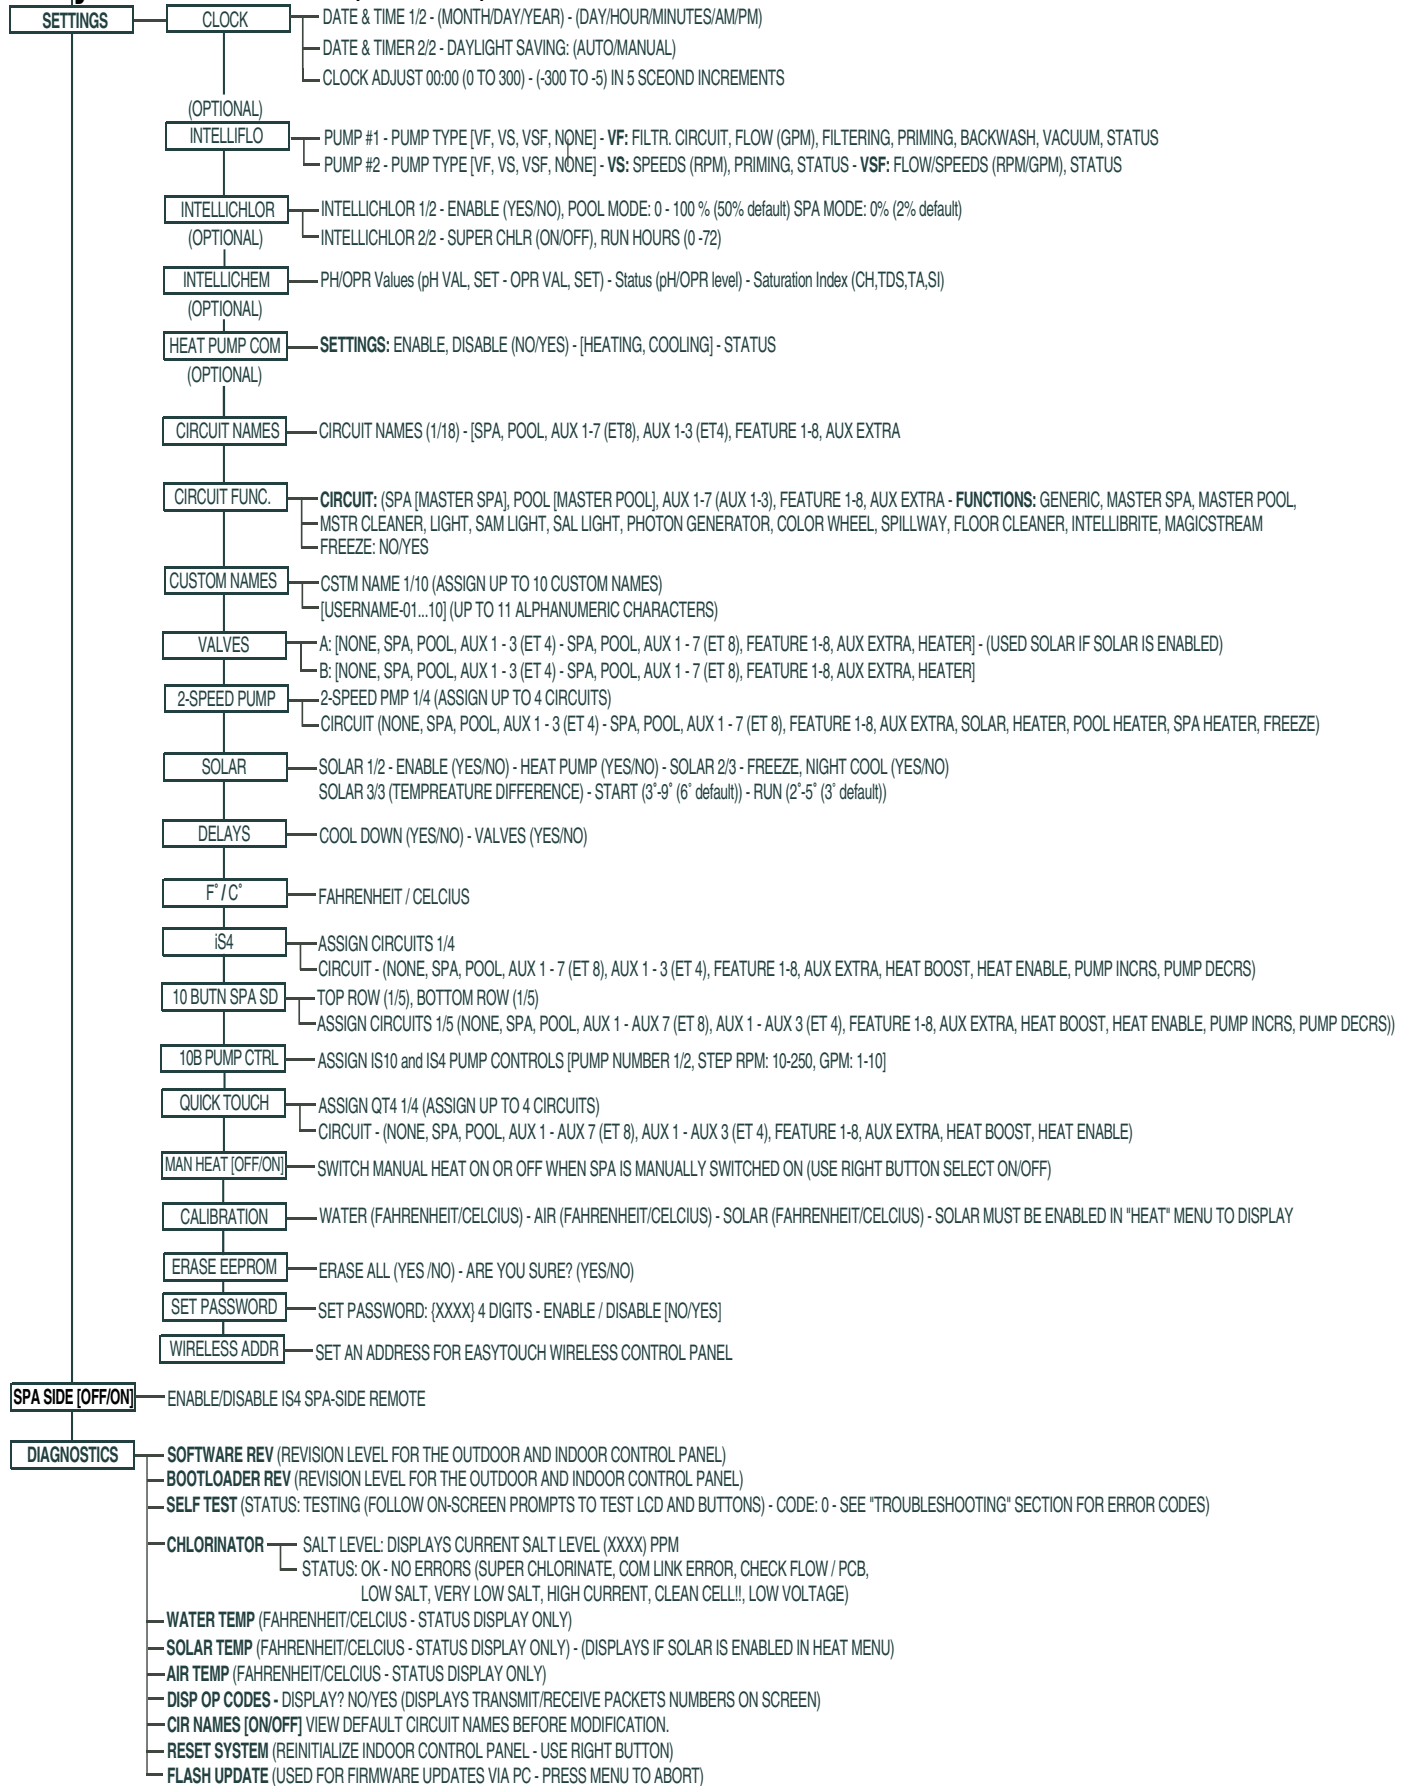 SETTINGS
CLOCK
DATE & TIME 1/2 - (MONTH/DAY/YEAR) - (DAY/HOUR/MINUTES/AM/PM)
DATE & TIMER 2/2 - DAYLIGHT SAVING: (AUTO/MANUAL)
CLOCK ADJUST 00:00 (0 TO 300) - (-300 TO -5) IN 5 SCEOND INCREMENTS
(OPTIONAL)
INTELLIFLO
PUMP #1 - PUMP TYPE [VF, VS, VSF, NONE] - VF: FILTR. CIRCUIT, FLOW (GPM), FILTERING, PRIMING, BACKWASH, VACUUM, STATUS
PUMP #2 - PUMP TYPE [VF, VS, VSF, NONE] - VS: SPEEDS (RPM), PRIMING, STATUS - VSF: FLOW/SPEEDS (RPM/GPM), STATUS
INTELLICHLOR
INTELLICHLOR 1/2 - ENABLE (YES/NO), POOL MODE: 0 - 100 % (50% default) SPA MODE: 0% (2% default)
(OPTIONAL)
INTELLICHLOR 2/2 - SUPER CHLR (ON/OFF), RUN HOURS (0 -72)
INTELLICHEM
PH/OPR Values (pH VAL, SET - OPR VAL, SET) - Status (pH/OPR level) - Saturation Index (CH,TDS,TA,SI)
(OPTIONAL)
HEAT PUMP COM
SETTINGS: ENABLE, DISABLE (NO/YES) - [HEATING, COOLING] - STATUS
(OPTIONAL)
CIRCUIT NAMES
CIRCUIT NAMES (1/18) - [SPA, POOL, AUX 1-7 (ET8), AUX 1-3 (ET4), FEATURE 1-8, AUX EXTRA
CIRCUIT FUNC.
CIRCUIT: (SPA [MASTER SPA], POOL [MASTER POOL], AUX 1-7 (AUX 1-3), FEATURE 1-8, AUX EXTRA - FUNCTIONS: GENERIC, MASTER SPA, MASTER POOL,
MSTR CLEANER, LIGHT, SAM LIGHT, SAL LIGHT, PHOTON GENERATOR, COLOR WHEEL, SPILLWAY, FLOOR CLEANER, INTELLIBRITE, MAGICSTREAM
FREEZE: NO/YES
CUSTOM NAMES
CSTM NAME 1/10 (ASSIGN UP TO 10 CUSTOM NAMES)
[USERNAME-01...10] (UP TO 11 ALPHANUMERIC CHARACTERS)
VALVES
A: [NONE, SPA, POOL, AUX 1 - 3 (ET 4) - SPA, POOL, AUX 1 - 7 (ET 8), FEATURE 1-8, AUX EXTRA, HEATER] - (USED SOLAR IF SOLAR IS ENABLED)
B: [NONE, SPA, POOL, AUX 1 - 3 (ET 4) - SPA, POOL, AUX 1 - 7 (ET 8), FEATURE 1-8, AUX EXTRA, HEATER]
2-SPEED PUMP
2-SPEED PMP 1/4 (ASSIGN UP TO 4 CIRCUITS)
CIRCUIT (NONE, SPA, POOL, AUX 1 - 3 (ET 4) - SPA, POOL, AUX 1 - 7 (ET 8), FEATURE 1-8, AUX EXTRA, SOLAR, HEATER, POOL HEATER, SPA HEATER, FREEZE)
SOLAR
SOLAR 1/2 - ENABLE (YES/NO) - HEAT PUMP (YES/NO) - SOLAR 2/3 - FREEZE, NIGHT COOL (YES/NO)
SOLAR 3/3 (TEMPREATURE DIFFERENCE) - START (3˚-9˚ (6˚ default)) - RUN (2˚-5˚ (3˚ default))
DELAYS
COOL DOWN (YES/NO) - VALVES (YES/NO)
F˚ / C˚
FAHRENHEIT / CELCIUS
iS4
ASSIGN CIRCUITS 1/4
CIRCUIT - (NONE, SPA, POOL, AUX 1 - 7 (ET 8), AUX 1 - 3 (ET 4), FEATURE 1-8, AUX EXTRA, HEAT BOOST, HEAT ENABLE, PUMP INCRS, PUMP DECRS)
10 BUTN SPA SD
TOP ROW (1/5), BOTTOM ROW (1/5)
ASSIGN CIRCUITS 1/5 (NONE, SPA, POOL, AUX 1 - AUX 7 (ET 8), AUX 1 - AUX 3 (ET 4), FEATURE 1-8, AUX EXTRA, HEAT BOOST, HEAT ENABLE, PUMP INCRS, PUMP DECRS))
10B PUMP CTRL
ASSIGN IS10 and IS4 PUMP CONTROLS [PUMP NUMBER 1/2, STEP RPM: 10-250, GPM: 1-10]
QUICK TOUCH
ASSIGN QT4 1/4 (ASSIGN UP TO 4 CIRCUITS)
CIRCUIT - (NONE, SPA, POOL, AUX 1 - AUX 7 (ET 8), AUX 1 - AUX 3 (ET 4), FEATURE 1-8, AUX EXTRA, HEAT BOOST, HEAT ENABLE)
MAN HEAT [OFF/ON]
SWITCH MANUAL HEAT ON OR OFF WHEN SPA IS MANUALLY SWITCHED ON (USE RIGHT BUTTON SELECT ON/OFF)
CALIBRATION
WATER (FAHRENHEIT/CELCIUS) - AIR (FAHRENHEIT/CELCIUS) - SOLAR (FAHRENHEIT/CELCIUS) - SOLAR MUST BE ENABLED IN "HEAT" MENU TO DISPLAY
ERASE EEPROM
ERASE ALL (YES /NO) - ARE YOU SURE? (YES/NO)
SET PASSWORD
SET PASSWORD: {XXXX} 4 DIGITS - ENABLE / DISABLE [NO/YES]
WIRELESS ADDR
SET AN ADDRESS FOR EASYTOUCH WIRELESS CONTROL PANEL
SPA SIDE [OFF/ON]
ENABLE/DISABLE IS4 SPA-SIDE REMOTE
DIAGNOSTICS
SOFTWARE REV (REVISION LEVEL FOR THE OUTDOOR AND INDOOR CONTROL PANEL)
BOOTLOADER REV (REVISION LEVEL FOR THE OUTDOOR AND INDOOR CONTROL PANEL)
SELF TEST (STATUS: TESTING (FOLLOW ON-SCREEN PROMPTS TO TEST LCD AND BUTTONS) - CODE: 0 - SEE "TROUBLESHOOTING" SECTION FOR ERROR CODES)
CHLORINATOR
SALT LEVEL: DISPLAYS CURRENT SALT LEVEL (XXXX) PPM
STATUS: OK - NO ERRORS (SUPER CHLORINATE, COM LINK ERROR, CHECK FLOW / PCB,
LOW SALT, VERY LOW SALT, HIGH CURRENT, CLEAN CELL!!, LOW VOLTAGE)
WATER TEMP (FAHRENHEIT/CELCIUS - STATUS DISPLAY ONLY)
SOLAR TEMP (FAHRENHEIT/CELCIUS - STATUS DISPLAY ONLY) - (DISPLAYS IF SOLAR IS ENABLED IN HEAT MENU)
AIR TEMP (FAHRENHEIT/CELCIUS - STATUS DISPLAY ONLY)
DISP OP CODES - DISPLAY? NO/YES (DISPLAYS TRANSMIT/RECEIVE PACKETS NUMBERS ON SCREEN)
CIR NAMES [ON/OFF] VIEW DEFAULT CIRCUIT NAMES BEFORE MODIFICATION.
RESET SYSTEM (REINITIALIZE INDOOR CONTROL PANEL - USE RIGHT BUTTON)
FLASH UPDATE (USED FOR FIRMWARE UPDATES VIA PC - PRESS MENU TO ABORT)